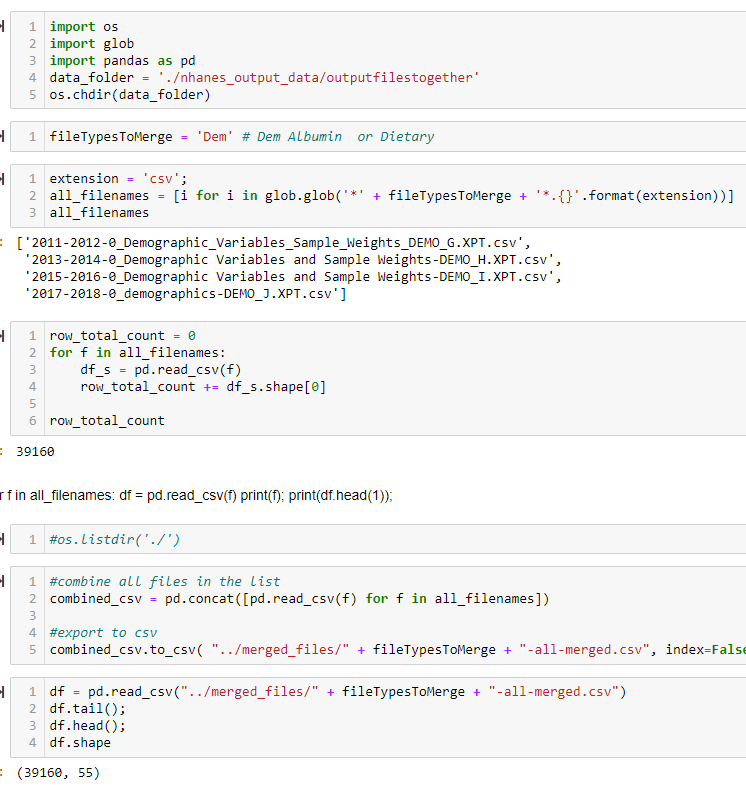 1 import os
2 import glob
3 import pandas as pd
4 data_folder = './nhanes_output_data/outputfilestogether'
5 os.chdir(data_folder)
1 fileTypesToMerge = 'Dem' # Dem Albumin  or Dietary
1 extension = 'csv';
2 all_filenames = [i for i in glob.glob('*' + fileTypesToMerge + '*.{}'.format(extension))]
3 all_filenames
: ['2011-2012-0_Demographic_Variables_Sample_Weights_DEMO_G.XPT.csv',
'2013-2014-0_Demographic Variables and Sample Weights-DEMO_H.XPT.csv',
'2015-2016-0_Demographic Variables and Sample Weights-DEMO_I.XPT.csv',
'2017-2018-0_demographics-DEMO_J.XPT.csv']
1 row_total_count = 0
2 for f in all_filenames:
3     df_s = pd.read_csv(f)
4     row_total_count += df_s.shape[0]
5
6 row_total_count
: 39160
r f in all_filenames: df = pd.read_csv(f) print(f); print(df.head(1));
1 #os.listdir('./')
1 #combine all files in the list
2 combined_csv = pd.concat([pd.read_csv(f) for f in all_filenames])
3
4 #export to csv
5 combined_csv.to_csv( "../merged_files/" + fileTypesToMerge + "-all-merged.csv", index=False
1 df = pd.read_csv("../merged_files/" + fileTypesToMerge + "-all-merged.csv")
2 df.tail();
3 df.head();
4 df.shape
: (39160, 55)